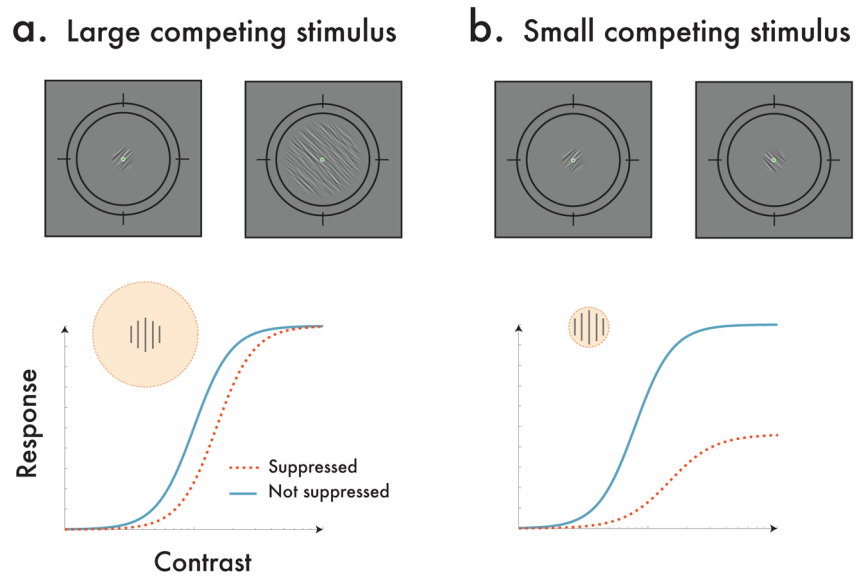 a. Large competing stimulus
b. Small competing stimulus
Response
Suppressed
Not suppressed
Contrast